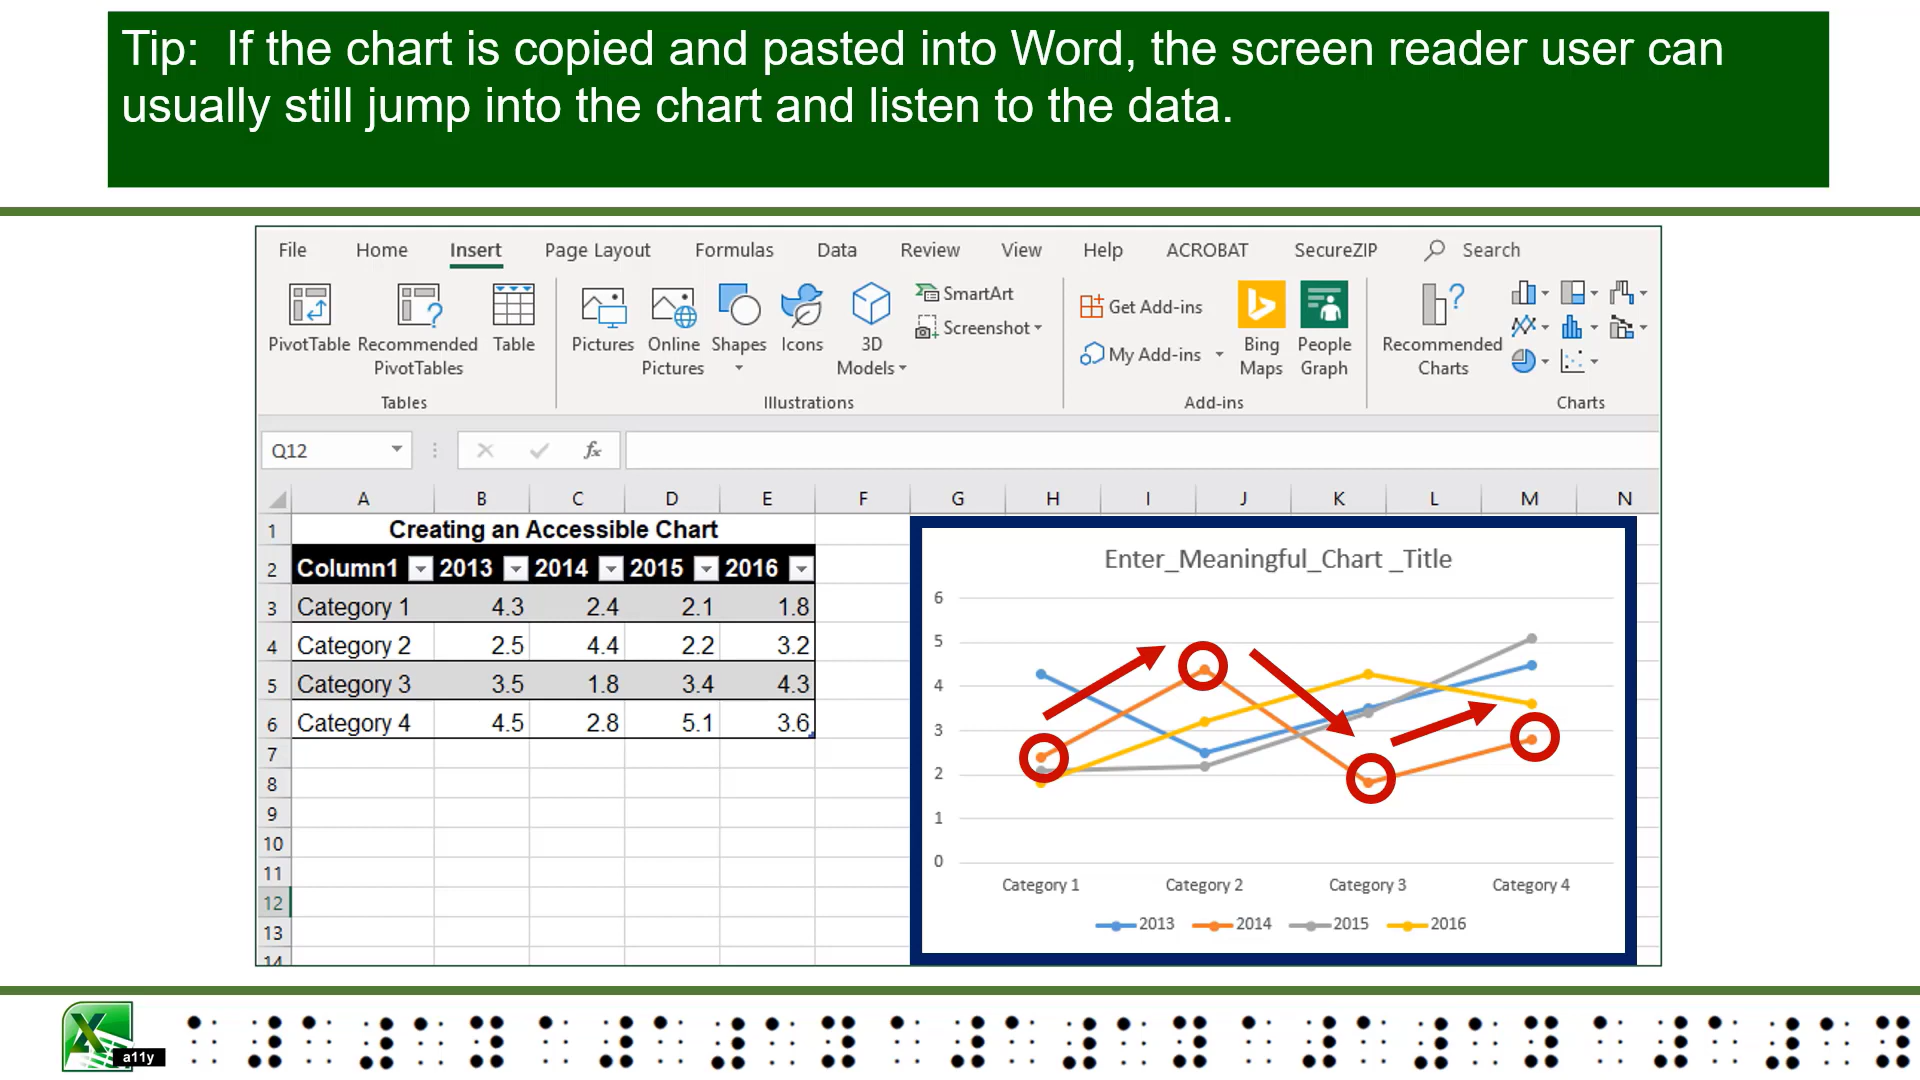 Tip:  If the chart is copied and pasted into Word, the screen reader user can
usually still jump into the chart and listen to the data.
File Home Insert Page Layout Formulas Data Review View Help ACROBAT SecureZIP Search
PivotTable Recommended PivotTables Table
Tables
Pictures Online Pictures Shapes Icons 3D Models SmartArt Screenshot
Illustrations
Get Add-ins My Add-ins Bing Maps People Graph
Add-ins
Recommended Charts
Charts
Q12 fx
A B C D E F G H I J K L M N
1 Creating an Accessible Chart
2 Column1 2013 2014 2015 2016
3 Category 1 4.3 2.4 2.1 1.8
4 Category 2 2.5 4.4 2.2 3.2
5 Category 3 3.5 1.8 3.4 4.3
6 Category 4 4.5 2.8 5.1 3.6
7
8
9
10
11
12
13
14
Enter_Meaningful_Chart _Title
6
5
4
3
2
1
0
Category 1 Category 2 Category 3 Category 4
2013 2014 2015 2016
a11y